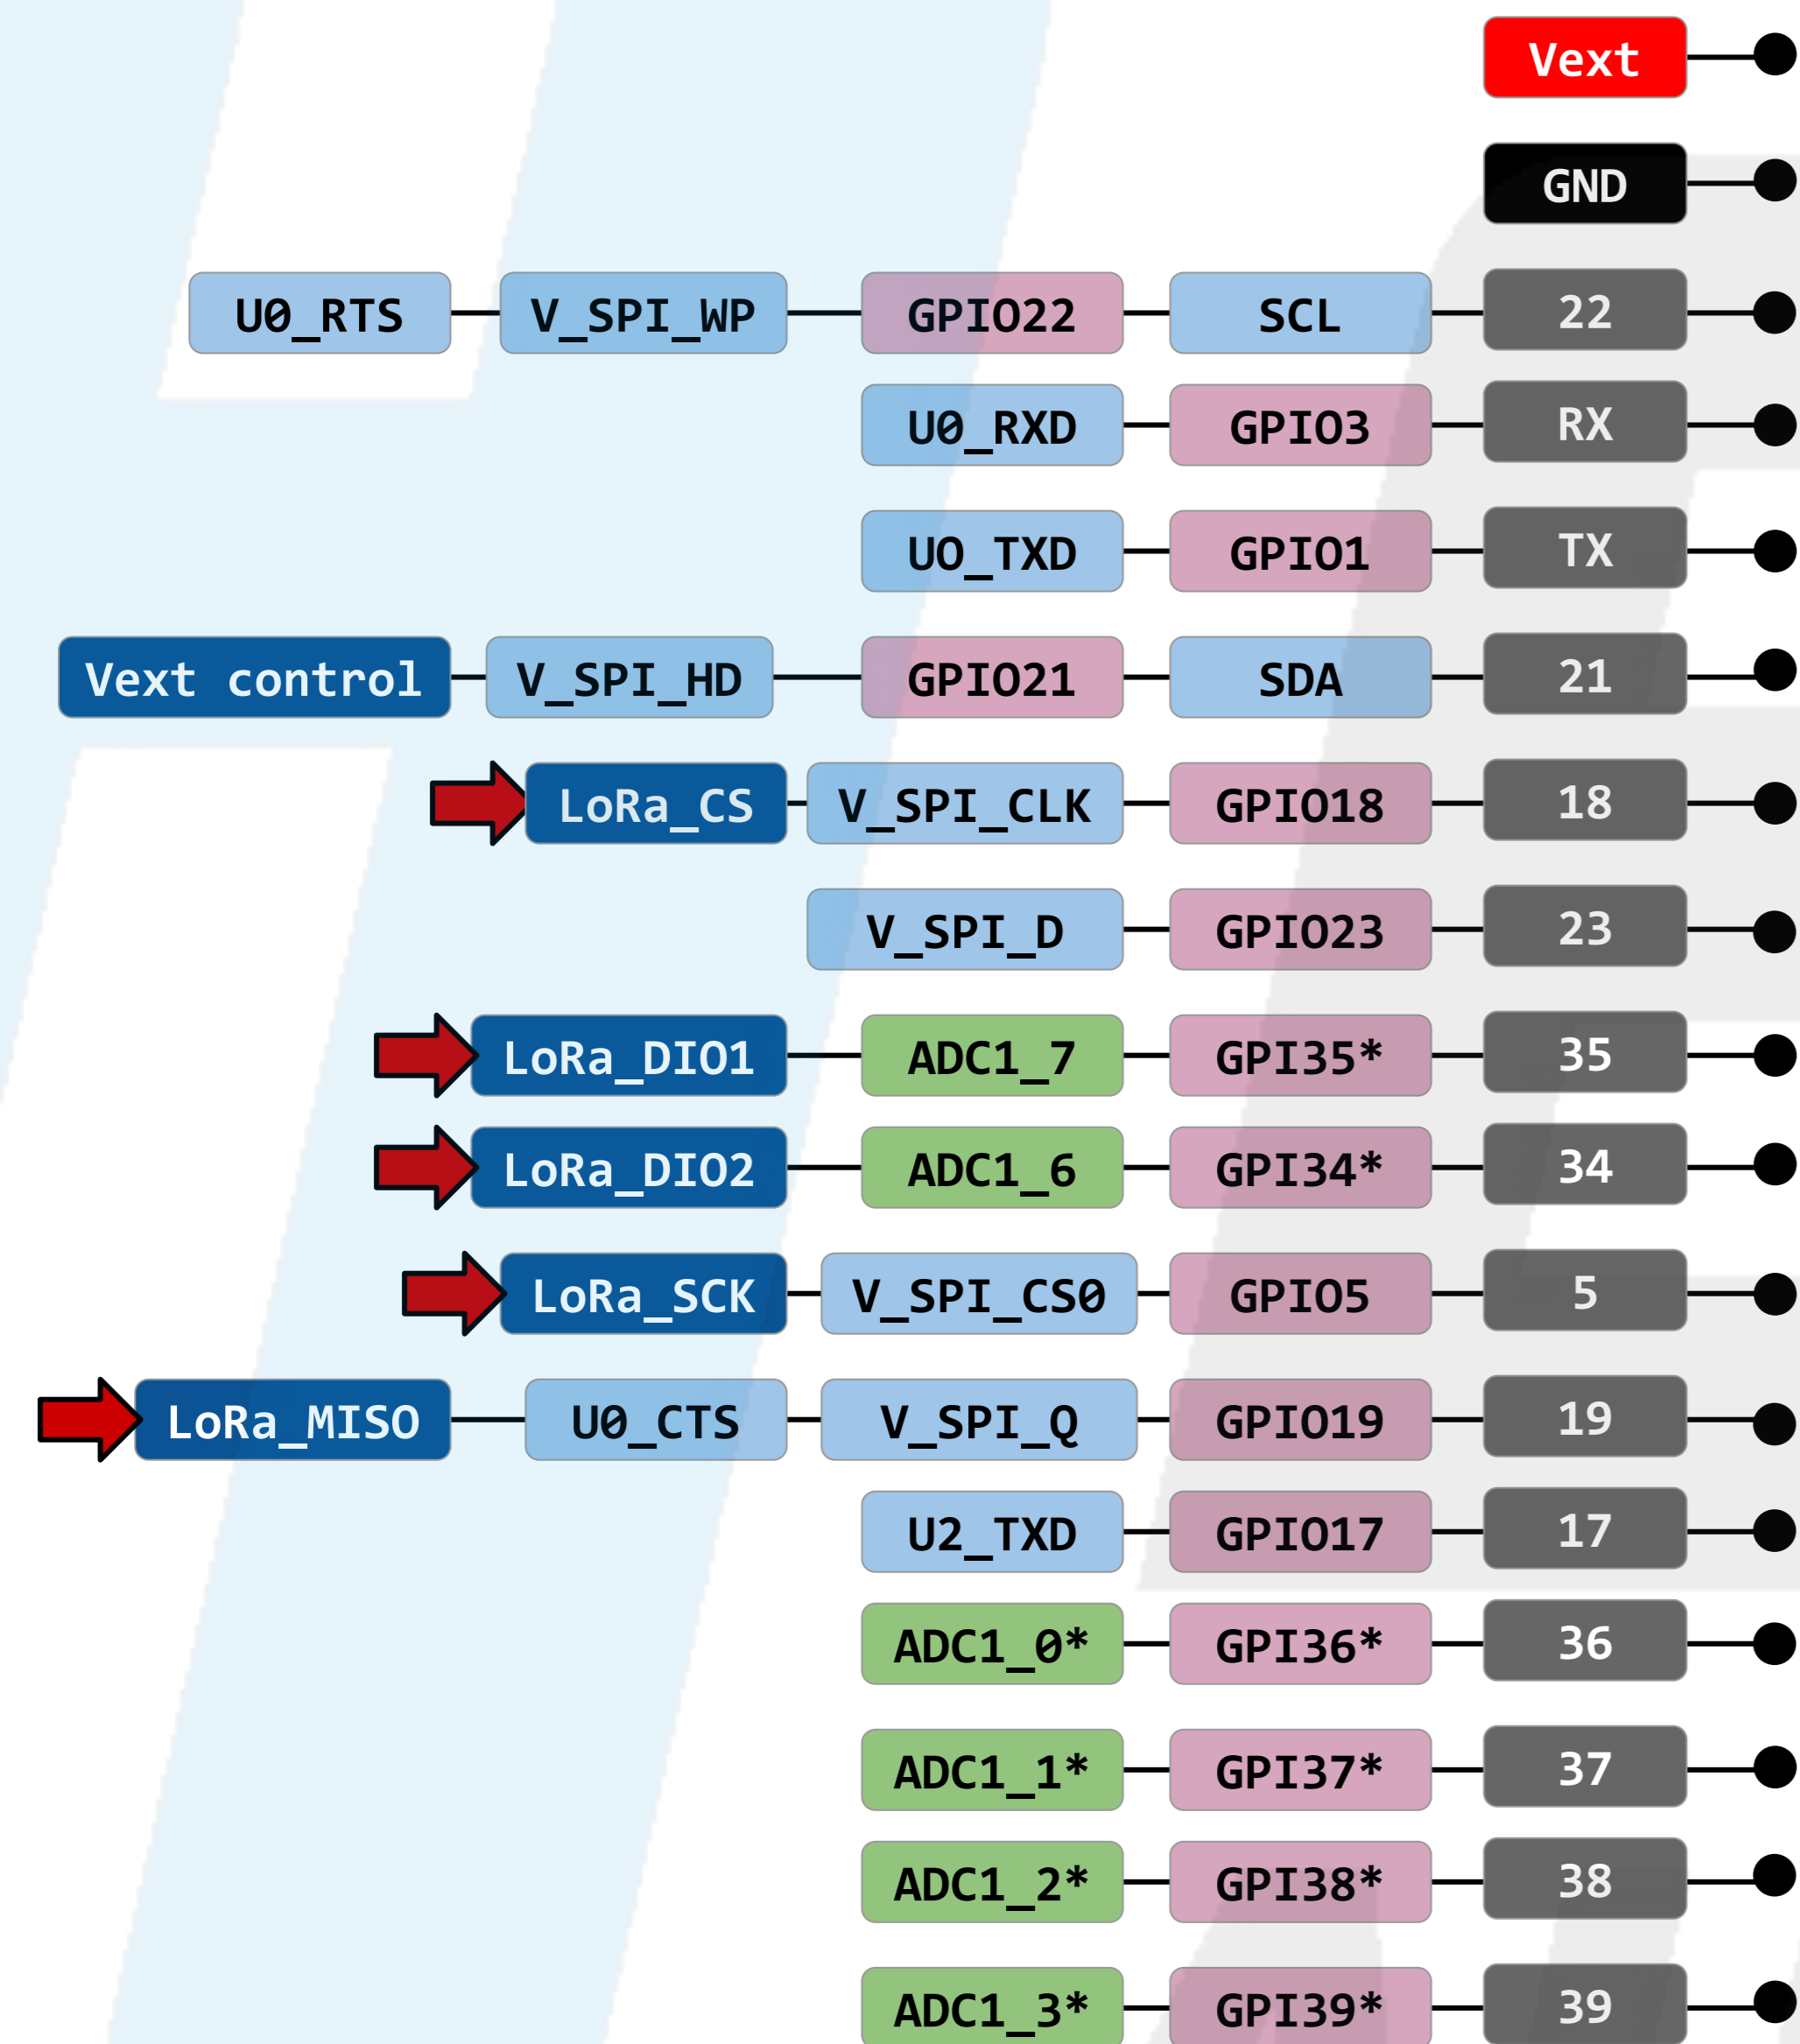 Vext
GND
U0_RTS V_SPI_WP GPIO22 SCL 22
U0_RXD GPIO3 RX
UO_TXD GPIO1 TX
Vext control V_SPI_HD GPIO21 SDA 21
LoRa_CS V_SPI_CLK GPIO18 18
V_SPI_D GPIO23 23
LoRa_DIO1 ADC1_7 GPI35* 35
LoRa_DIO2 ADC1_6 GPI34* 34
LoRa_SCK V_SPI_CS0 GPIO5 5
LoRa_MISO U0_CTS V_SPI_Q GPIO19 19
U2_TXD GPIO17 17
ADC1_0* GPI36* 36
ADC1_1* GPI37* 37
ADC1_2* GPI38* 38
ADC1_3* GPI39* 39